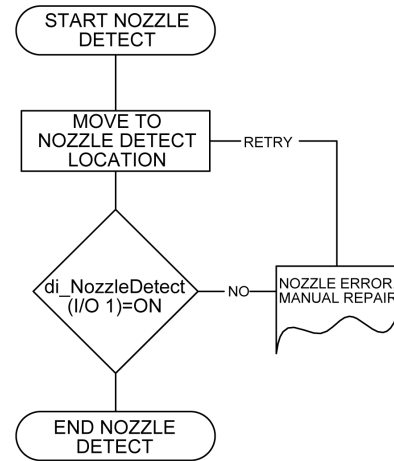 START NOZZLE
DETECT
MOVE TO
NOZZLE DETECT
LOCATION
RETRY
di_NozzleDetect
(I/O 1)=ON
NO
NOZZLE ERROR,
MANUAL REPAIR
END NOZZLE
DETECT